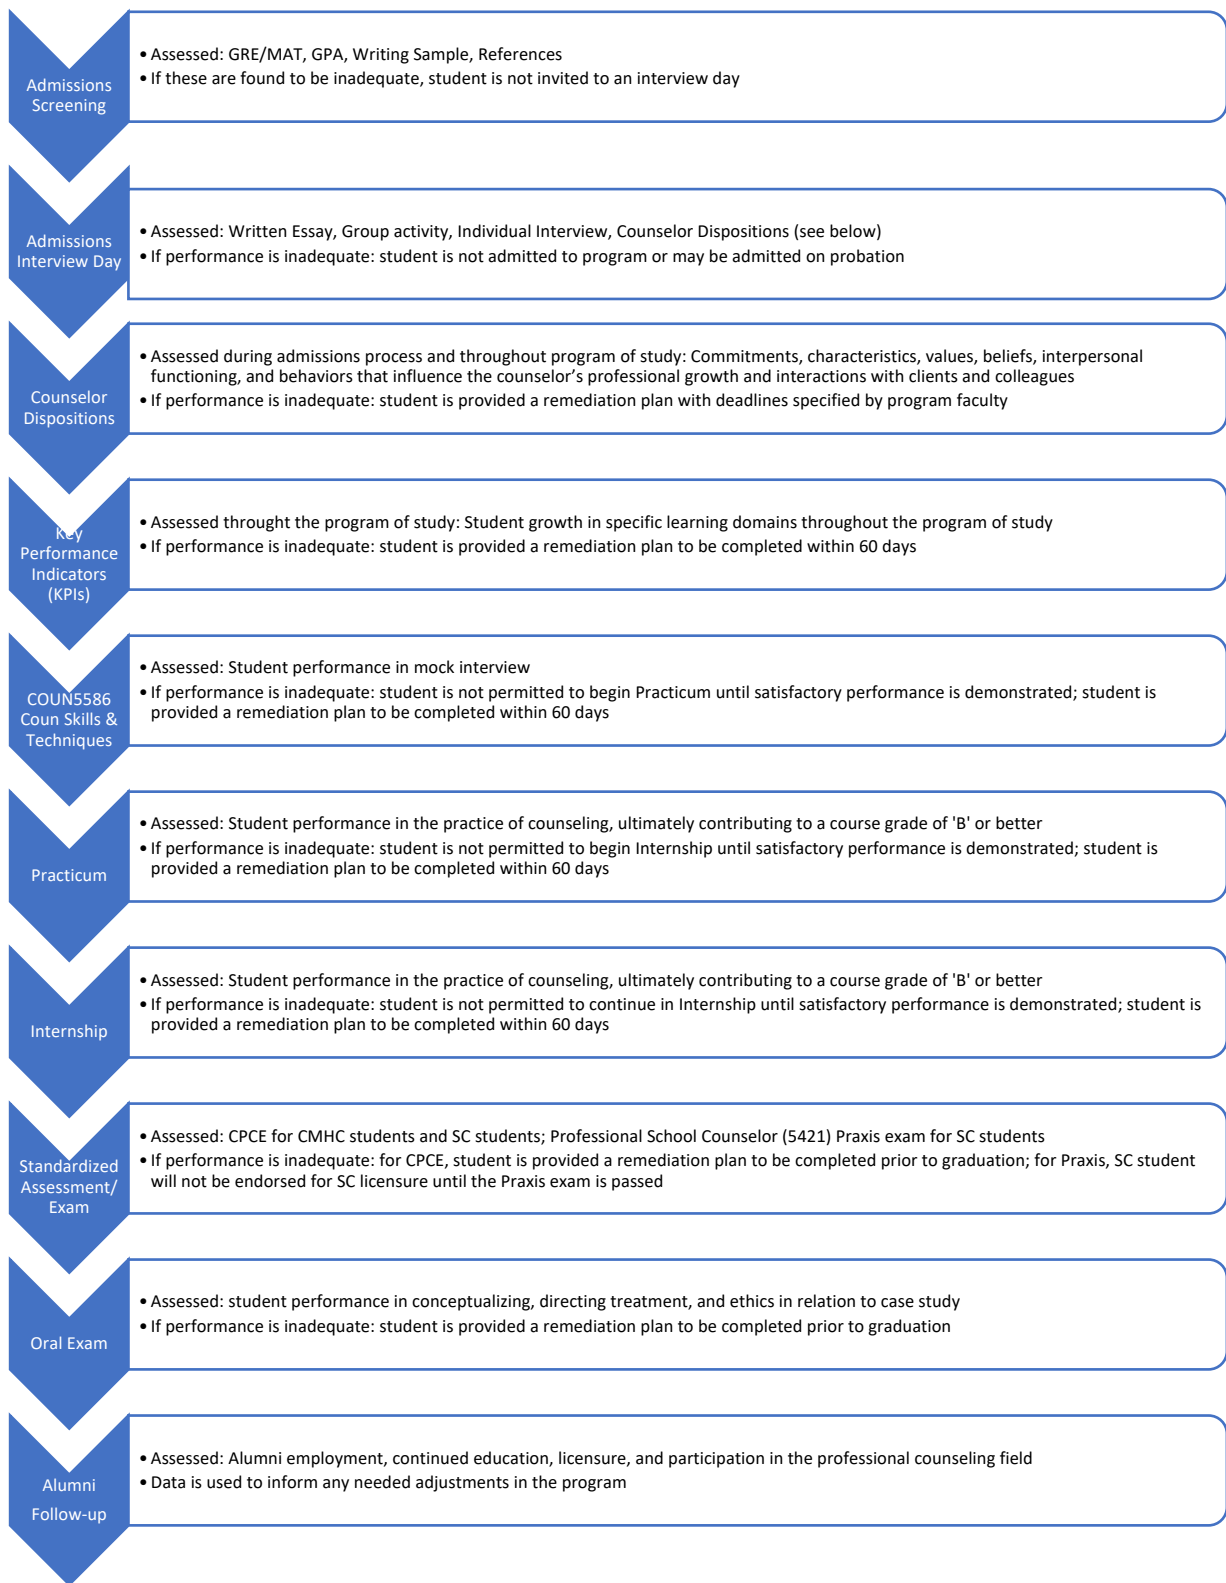 Admissions
Screening
• Assessed: GRE/MAT, GPA, Writing Sample, References
• If these are found to be inadequate, student is not invited to an interview day
Admissions
Interview Day
• Assessed: Written Essay, Group activity, Individual Interview, Counselor Dispositions (see below)
• If performance is inadequate: student is not admitted to program or may be admitted on probation
Counselor
Dispositions
• Assessed during admissions process and throughout program of study: Commitments, characteristics, values, beliefs, interpersonal
functioning, and behaviors that influence the counselor’s professional growth and interactions with clients and colleagues
• If performance is inadequate: student is provided a remediation plan with deadlines specified by program faculty
Key
Performance
Indicators
(KPIs)
• Assessed throught the program of study: Student growth in specific learning domains throughout the program of study
• If performance is inadequate: student is provided a remediation plan to be completed within 60 days
COUN5586
Coun Skills &
Techniques
• Assessed: Student performance in mock interview
• If performance is inadequate: student is not permitted to begin Practicum until satisfactory performance is demonstrated; student is
provided a remediation plan to be completed within 60 days
Practicum
• Assessed: Student performance in the practice of counseling, ultimately contributing to a course grade of 'B' or better
• If performance is inadequate: student is not permitted to begin Internship until satisfactory performance is demonstrated; student is
provided a remediation plan to be completed within 60 days
Internship
• Assessed: Student performance in the practice of counseling, ultimately contributing to a course grade of 'B' or better
• If performance is inadequate: student is not permitted to continue in Internship until satisfactory performance is demonstrated; student is
provided a remediation plan to be completed within 60 days
Standardized
Assessment/
Exam
• Assessed: CPCE for CMHC students and SC students; Professional School Counselor (5421) Praxis exam for SC students
• If performance is inadequate: for CPCE, student is provided a remediation plan to be completed prior to graduation; for Praxis, SC student
will not be endorsed for SC licensure until the Praxis exam is passed
Oral Exam
• Assessed: student performance in conceptualizing, directing treatment, and ethics in relation to case study
• If performance is inadequate: student is provided a remediation plan to be completed prior to graduation
Alumni
Follow-up
• Assessed: Alumni employment, continued education, licensure, and participation in the professional counseling field
• Data is used to inform any needed adjustments in the program